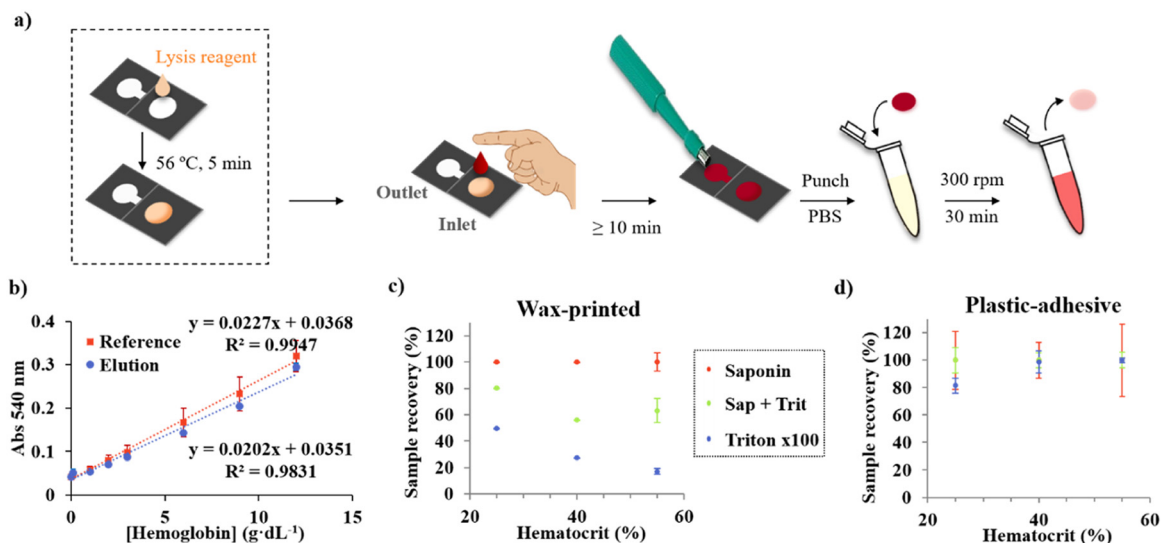 a)
Lysis reagent
56 ºC, 5 min
Outlet
Inlet
≥ 10 min
Punch
PBS
300 rpm
30 min
b)
y = 0.0227x + 0.0368
R² = 0.9947
Reference
Elution
y = 0.0202x + 0.0351
R² = 0.9831
Abs 540 nm
0.4
0.3
0.2
0.1
0
0
5
10
15
[Hemoglobin] (g·dL⁻¹)
c)
Wax-printed
Sample recovery (%)
120
100
80
60
40
20
0
20
40
60
Hematocrit (%)
Saponin
Sap + Trit
Triton x100
d)
Plastic-adhesive
Sample recovery (%)
120
100
80
60
40
20
0
20
40
60
Hematocrit (%)